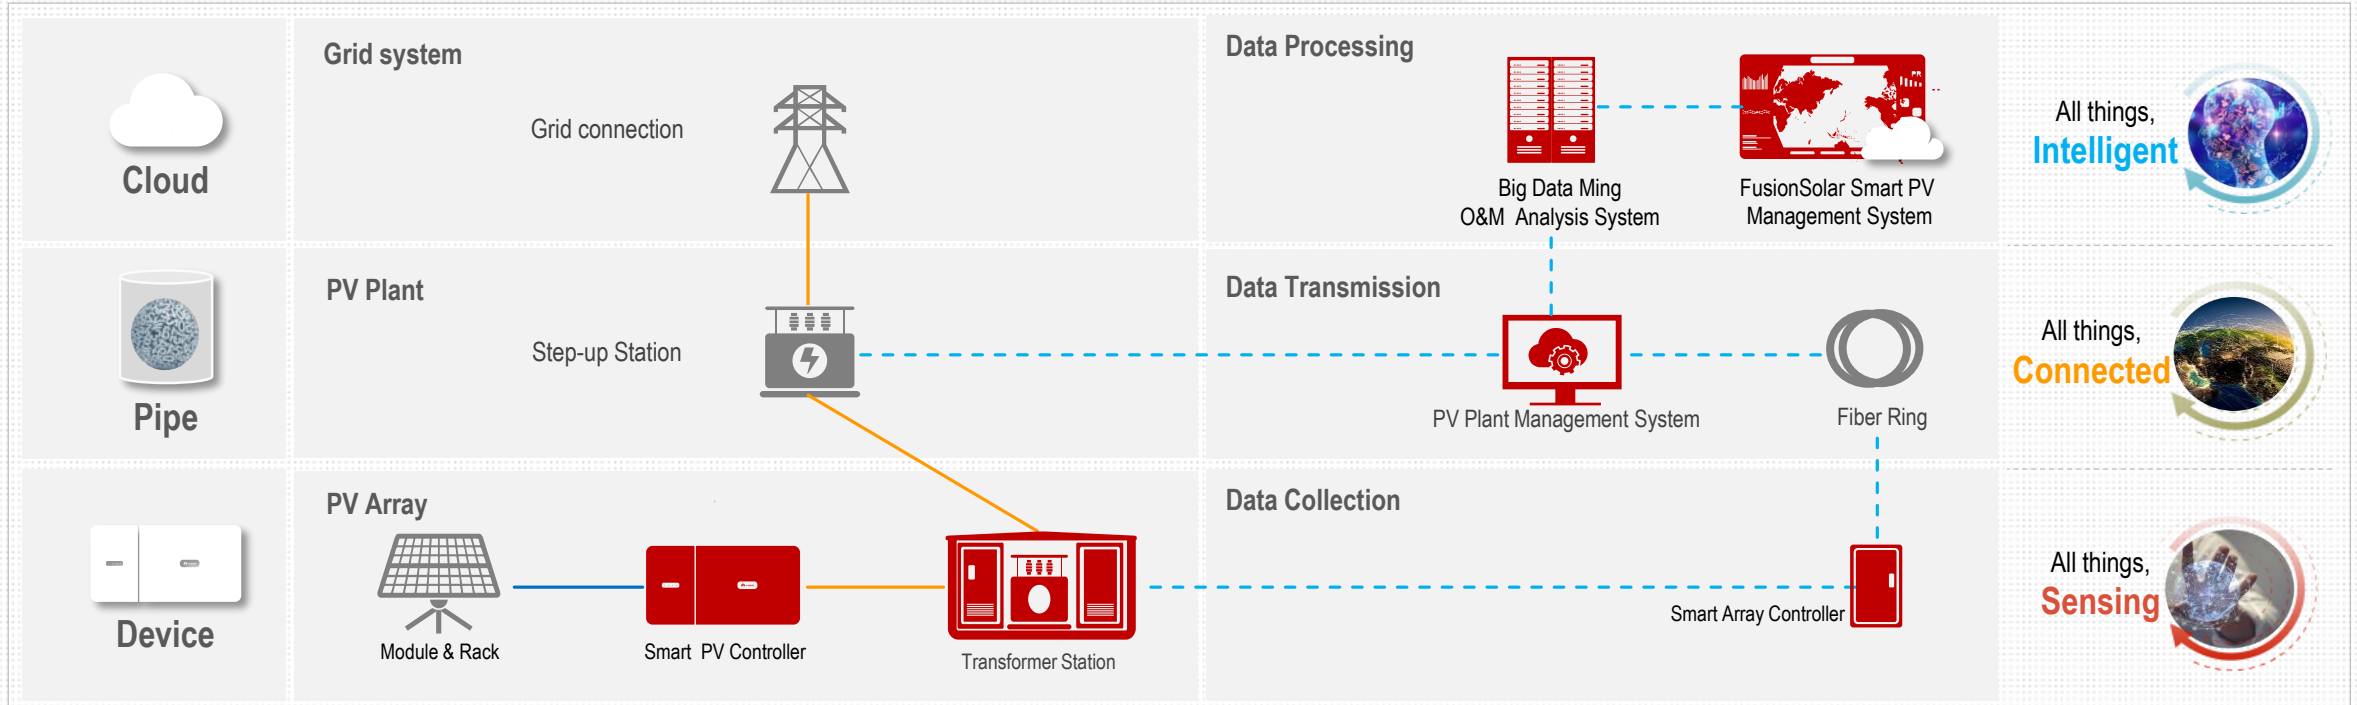 Cloud
Grid system
Grid connection
Data Processing
Big Data Ming
O&M Analysis System
FusionSolar Smart PV
Management System
PR
All things,
Intelligent
Pipe
PV Plant
Step-up Station
Data Transmission
PV Plant Management System
Fiber Ring
All things,
Connected
Device
PV Array
Module & Rack
Smart PV Controller
Transformer Station
Data Collection
Smart Array Controller
All things,
Sensing